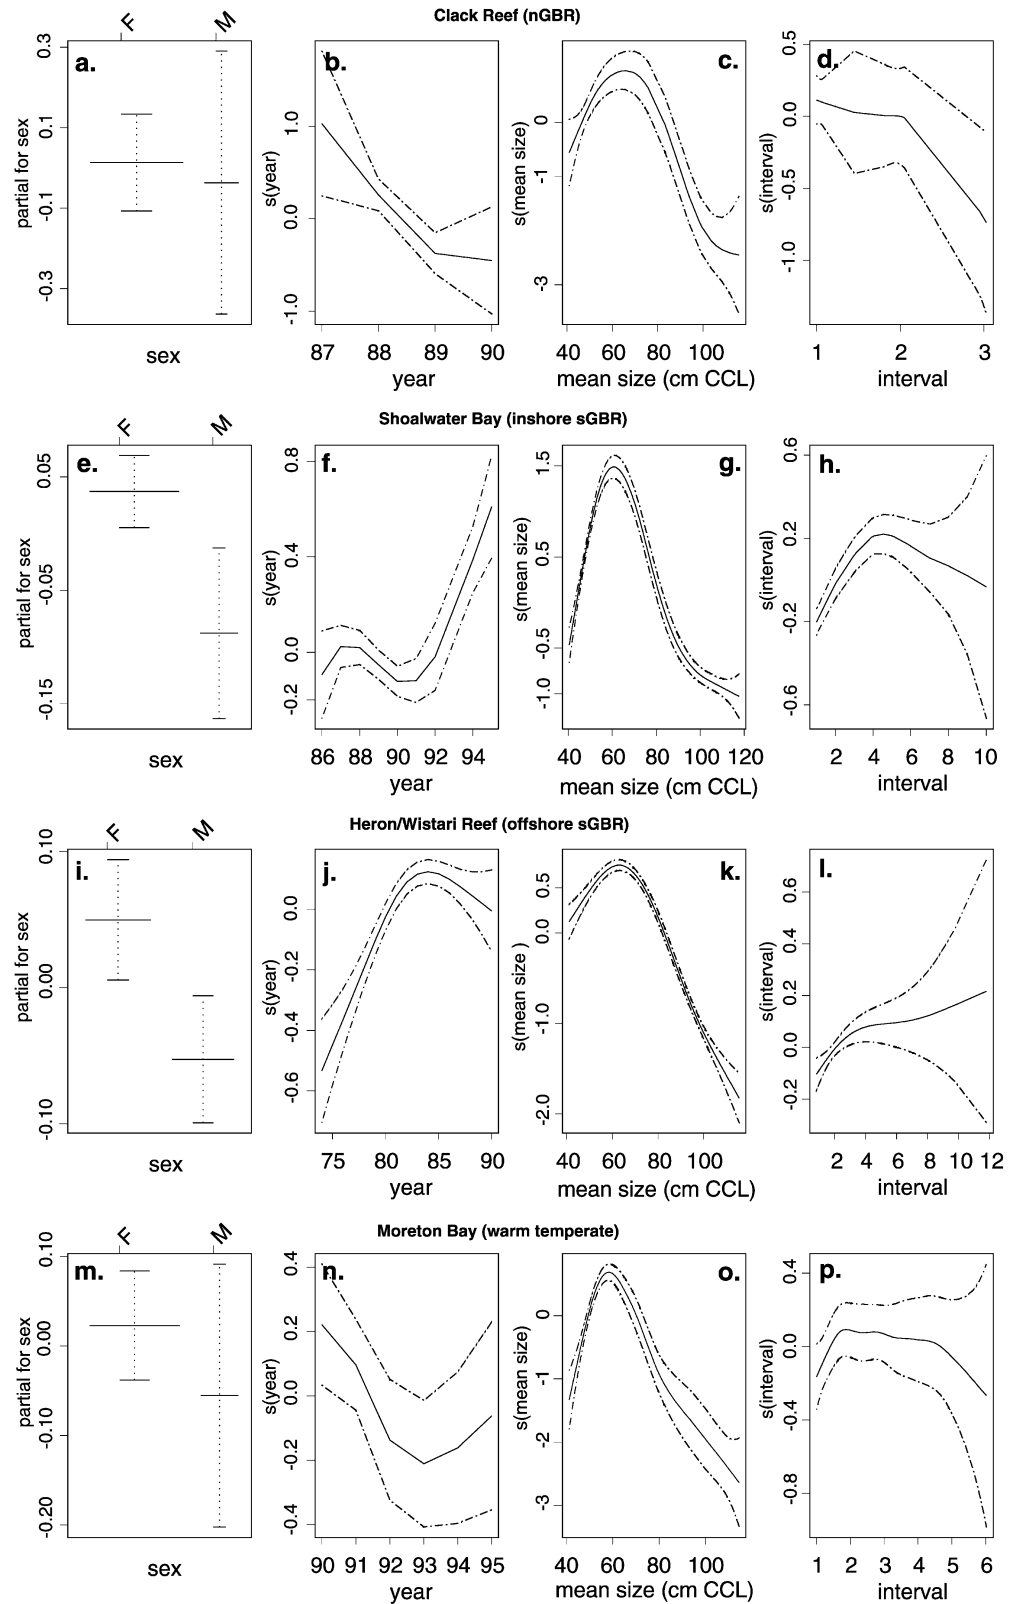 Clack Reef (nGBR)
F M
a. b. c. d.
partial for sex
0.3
0.1
-0.1
-0.3
sex
s(year)
1.0
0.0
-1.0
87 88 89 90
year
s(mean size)
0
-1
-3
40 60 80 100
mean size (cm CCL)
s(interval)
0.5
0.0
-0.5
-1.0
1 2 3
interval
Shoalwater Bay (inshore sGBR)
F M
e. f. g. h.
partial for sex
0.05
-0.05
-0.15
sex
s(year)
0.8
0.4
0.0
-0.2
86 88 90 92 94
year
s(mean size)
1.5
0.5
-0.5
-1.0
40 60 80 100 120
mean size (cm CCL)
s(interval)
0.6
0.2
-0.2
-0.6
2 4 6 8 10
interval
Heron/Wistari Reef (offshore sGBR)
F M
i. j. k. l.
partial for sex
0.10
0.00
-0.10
sex
s(year)
0.0
-0.2
-0.4
-0.6
75 80 85 90
year
s(mean size )
0.5
0.0
-1.0
-2.0
40 60 80 100
mean size (cm CCL)
s(interval)
0.6
0.4
0.2
0.0
-0.2
2 4 6 8 10 12
interval
Moreton Bay (warm temperate)
F M
m. n. o. p.
partial for sex
0.10
0.00
-0.10
-0.20
sex
s(year)
0.4
0.2
0.0
-0.2
-0.4
90 91 92 93 94 95
year
s(mean size)
0
-1
-2
-3
40 60 80 100
mean size (cm CCL)
s(interval)
0.4
0.0
-0.4
-0.8
1 2 3 4 5 6
interval